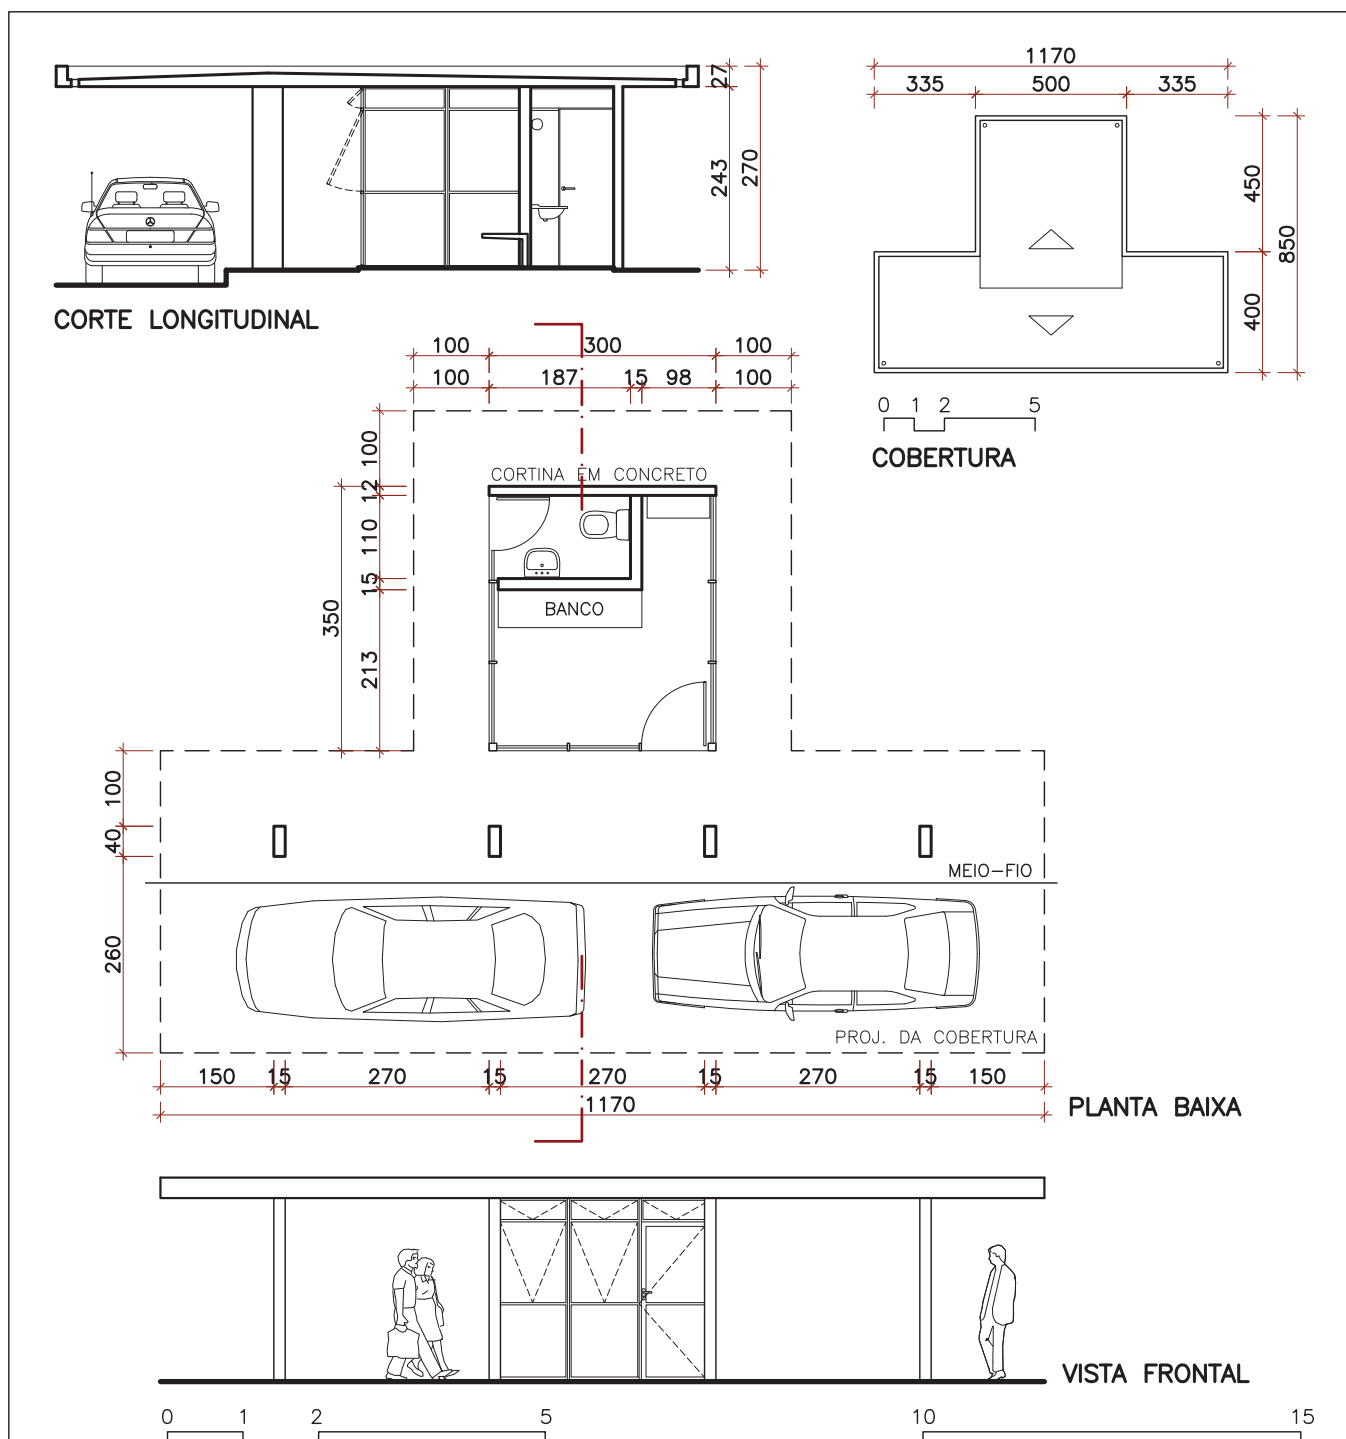 1170
335 500 335
27
243
270
450
850
400
CORTE LONGITUDINAL
0 1 2 5
COBERTURA
100 300 100
100 187 15 98 100
100
12
110
15
213
350
CORTINA EM CONCRETO
BANCO
100
40
260
MEIO-FIO
PROJ. DA COBERTURA
150 15 270 15 270 15 270 15 150
1170
PLANTA BAIXA
VISTA FRONTAL
0 1 2 5 10 15